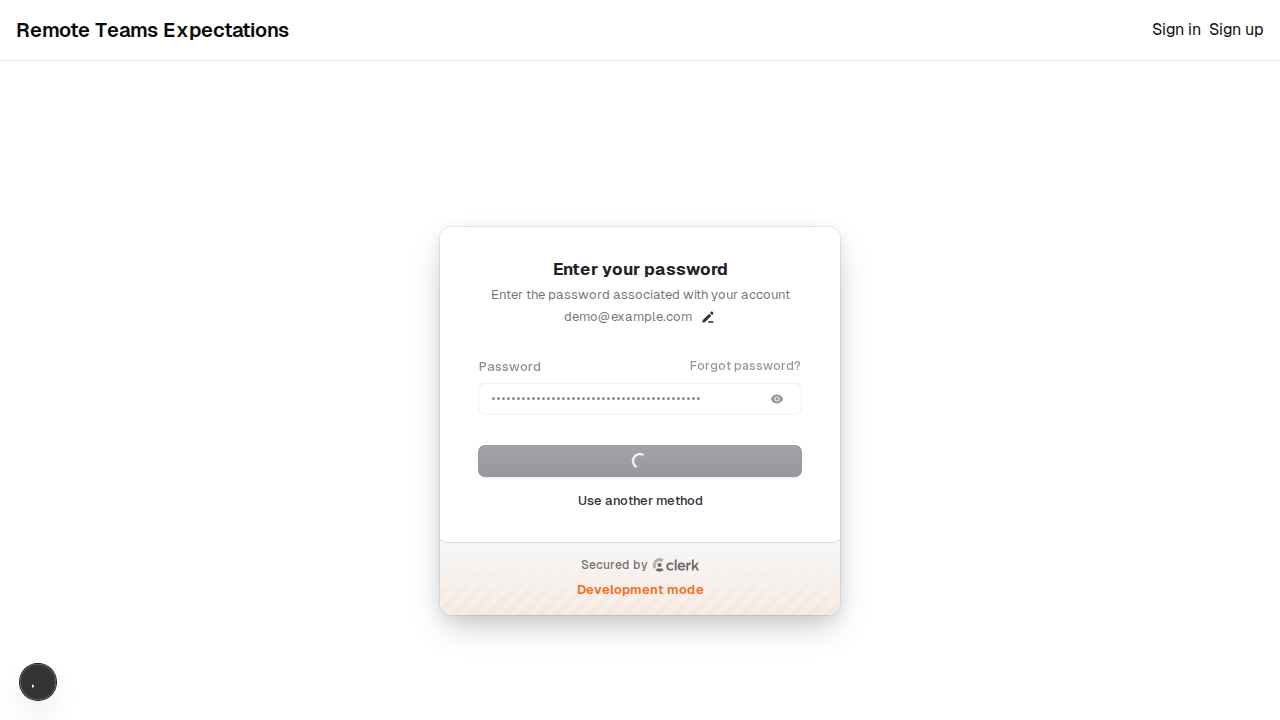 Remote Teams Expectations
Sign in Sign up
Enter your password
Enter the password associated with your account
demo@example.com
Password
Forgot password?
••••••••••••••••••••••••••••••••••••••••••
Use another method
Secured by clerk
Development mode